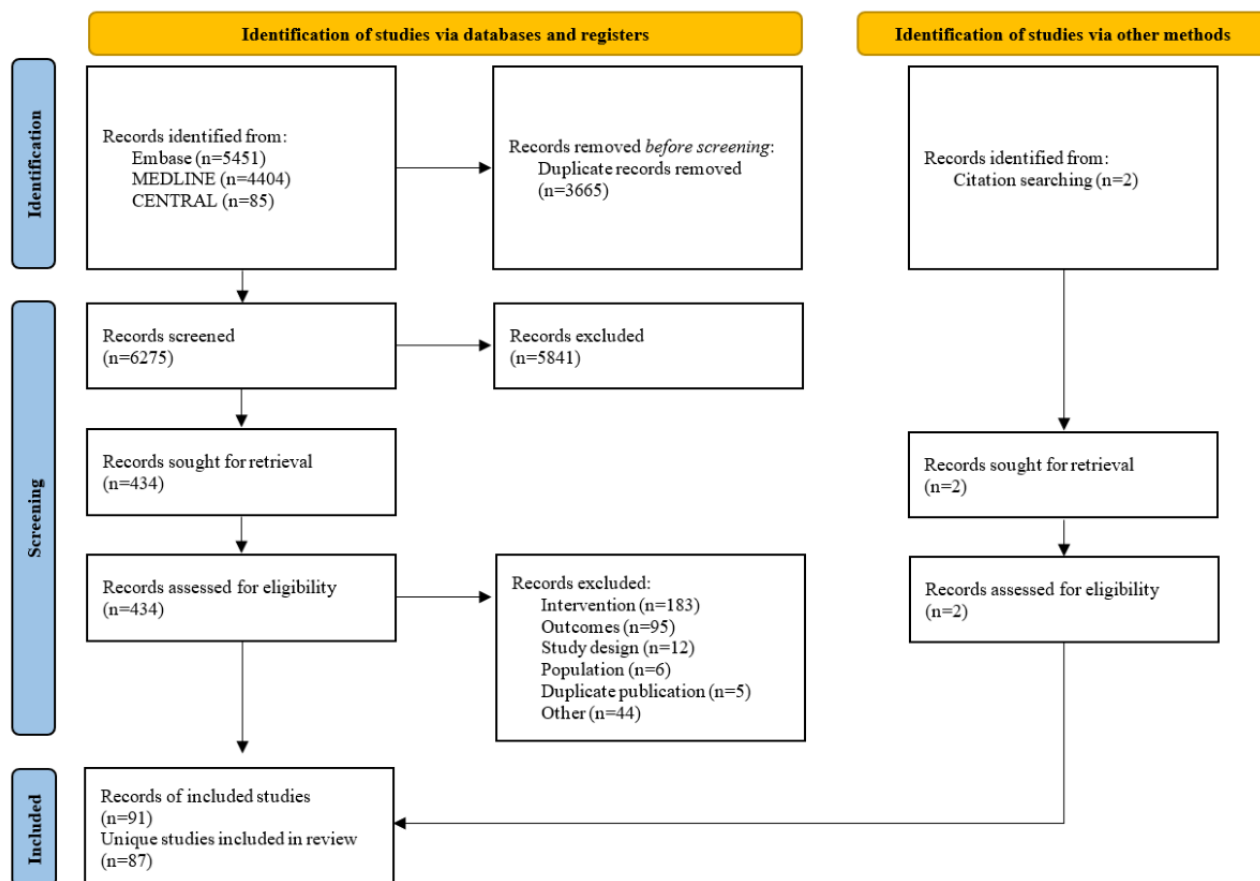 Identification of studies via databases and registers
Identification of studies via other methods
Identification
Records identified from:
Embase (n=5451)
MEDLINE (n=4404)
CENTRAL (n=85)
Records removed before screening:
Duplicate records removed
(n=3665)
Records identified from:
Citation searching (n=2)
Screening
Records screened
(n=6275)
Records excluded
(n=5841)
Records sought for retrieval
(n=434)
Records sought for retrieval
(n=2)
Records assessed for eligibility
(n=434)
Records excluded:
Intervention (n=183)
Outcomes (n=95)
Study design (n=12)
Population (n=6)
Duplicate publication (n=5)
Other (n=44)
Records assessed for eligibility
(n=2)
Included
Records of included studies
(n=91)
Unique studies included in review
(n=87)